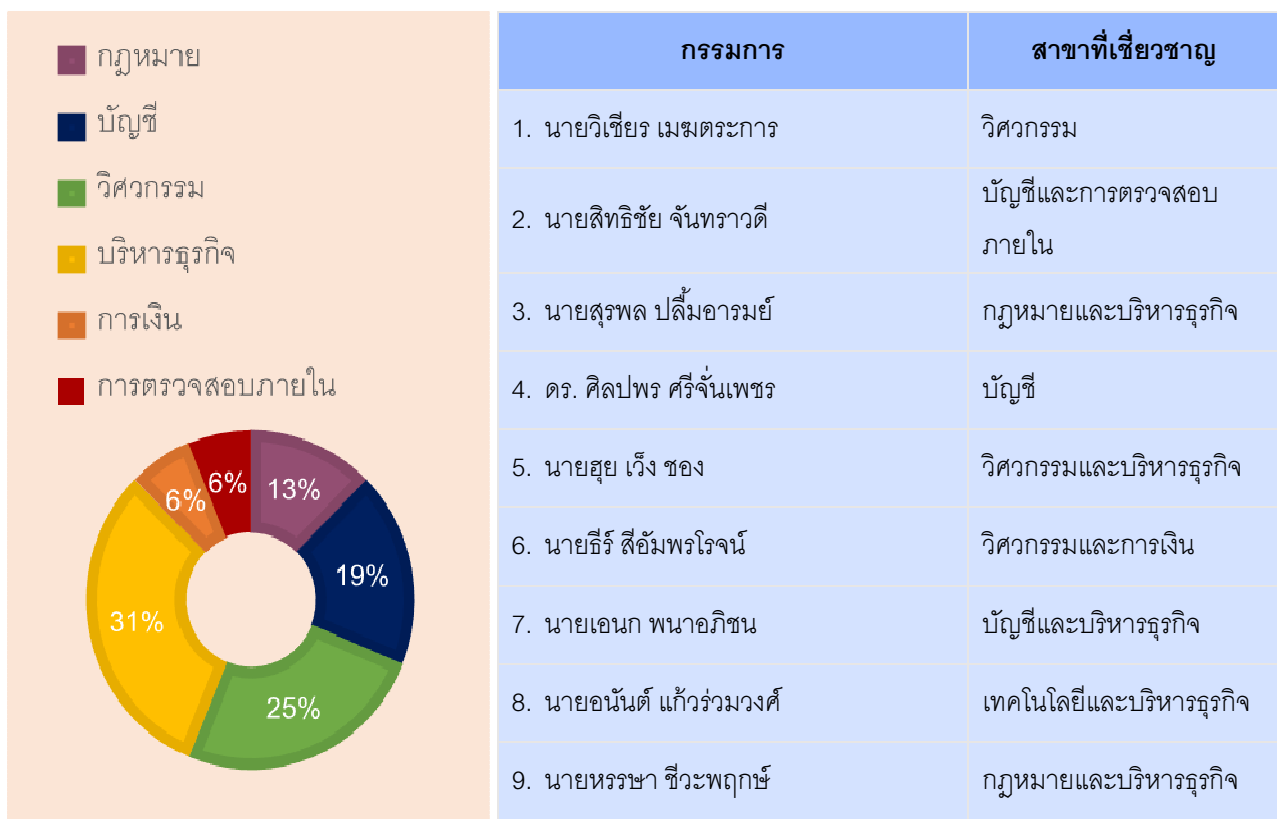 กฎหมาย
บัญชี
วิศวกรรม
บริหารธุรกิจ
การเงิน
การตรวจสอบภายใน
6%
6%
13%
19%
31%
25%
กรรมการ
สาขาที่เชี่ยวชาญ
1. นายวิเชียร เมฆตระการ
วิศวกรรม
2. นายสิทธิชัย จันทราวดี
บัญชีและการตรวจสอบ
ภายใน
3. นายสุรพล ปลื้มอารมย์
กฎหมายและบริหารธุรกิจ
4. ดร. ศิลปพร ศรีจั่นเพชร
บัญชี
5. นายฮุย เว็ง ชอง
วิศวกรรมและบริหารธุรกิจ
6. นายธีร์ สีอัมพรโรจน์
วิศวกรรมและการเงิน
7. นายเอนก พนาอภิชน
บัญชีและบริหารธุรกิจ
8. นายอนันต์ แก้วร่วมวงศ์
เทคโนโลยีและบริหารธุรกิจ
9. นายหรรษา ชีวะพฤกษ์
กฎหมายและบริหารธุรกิจ